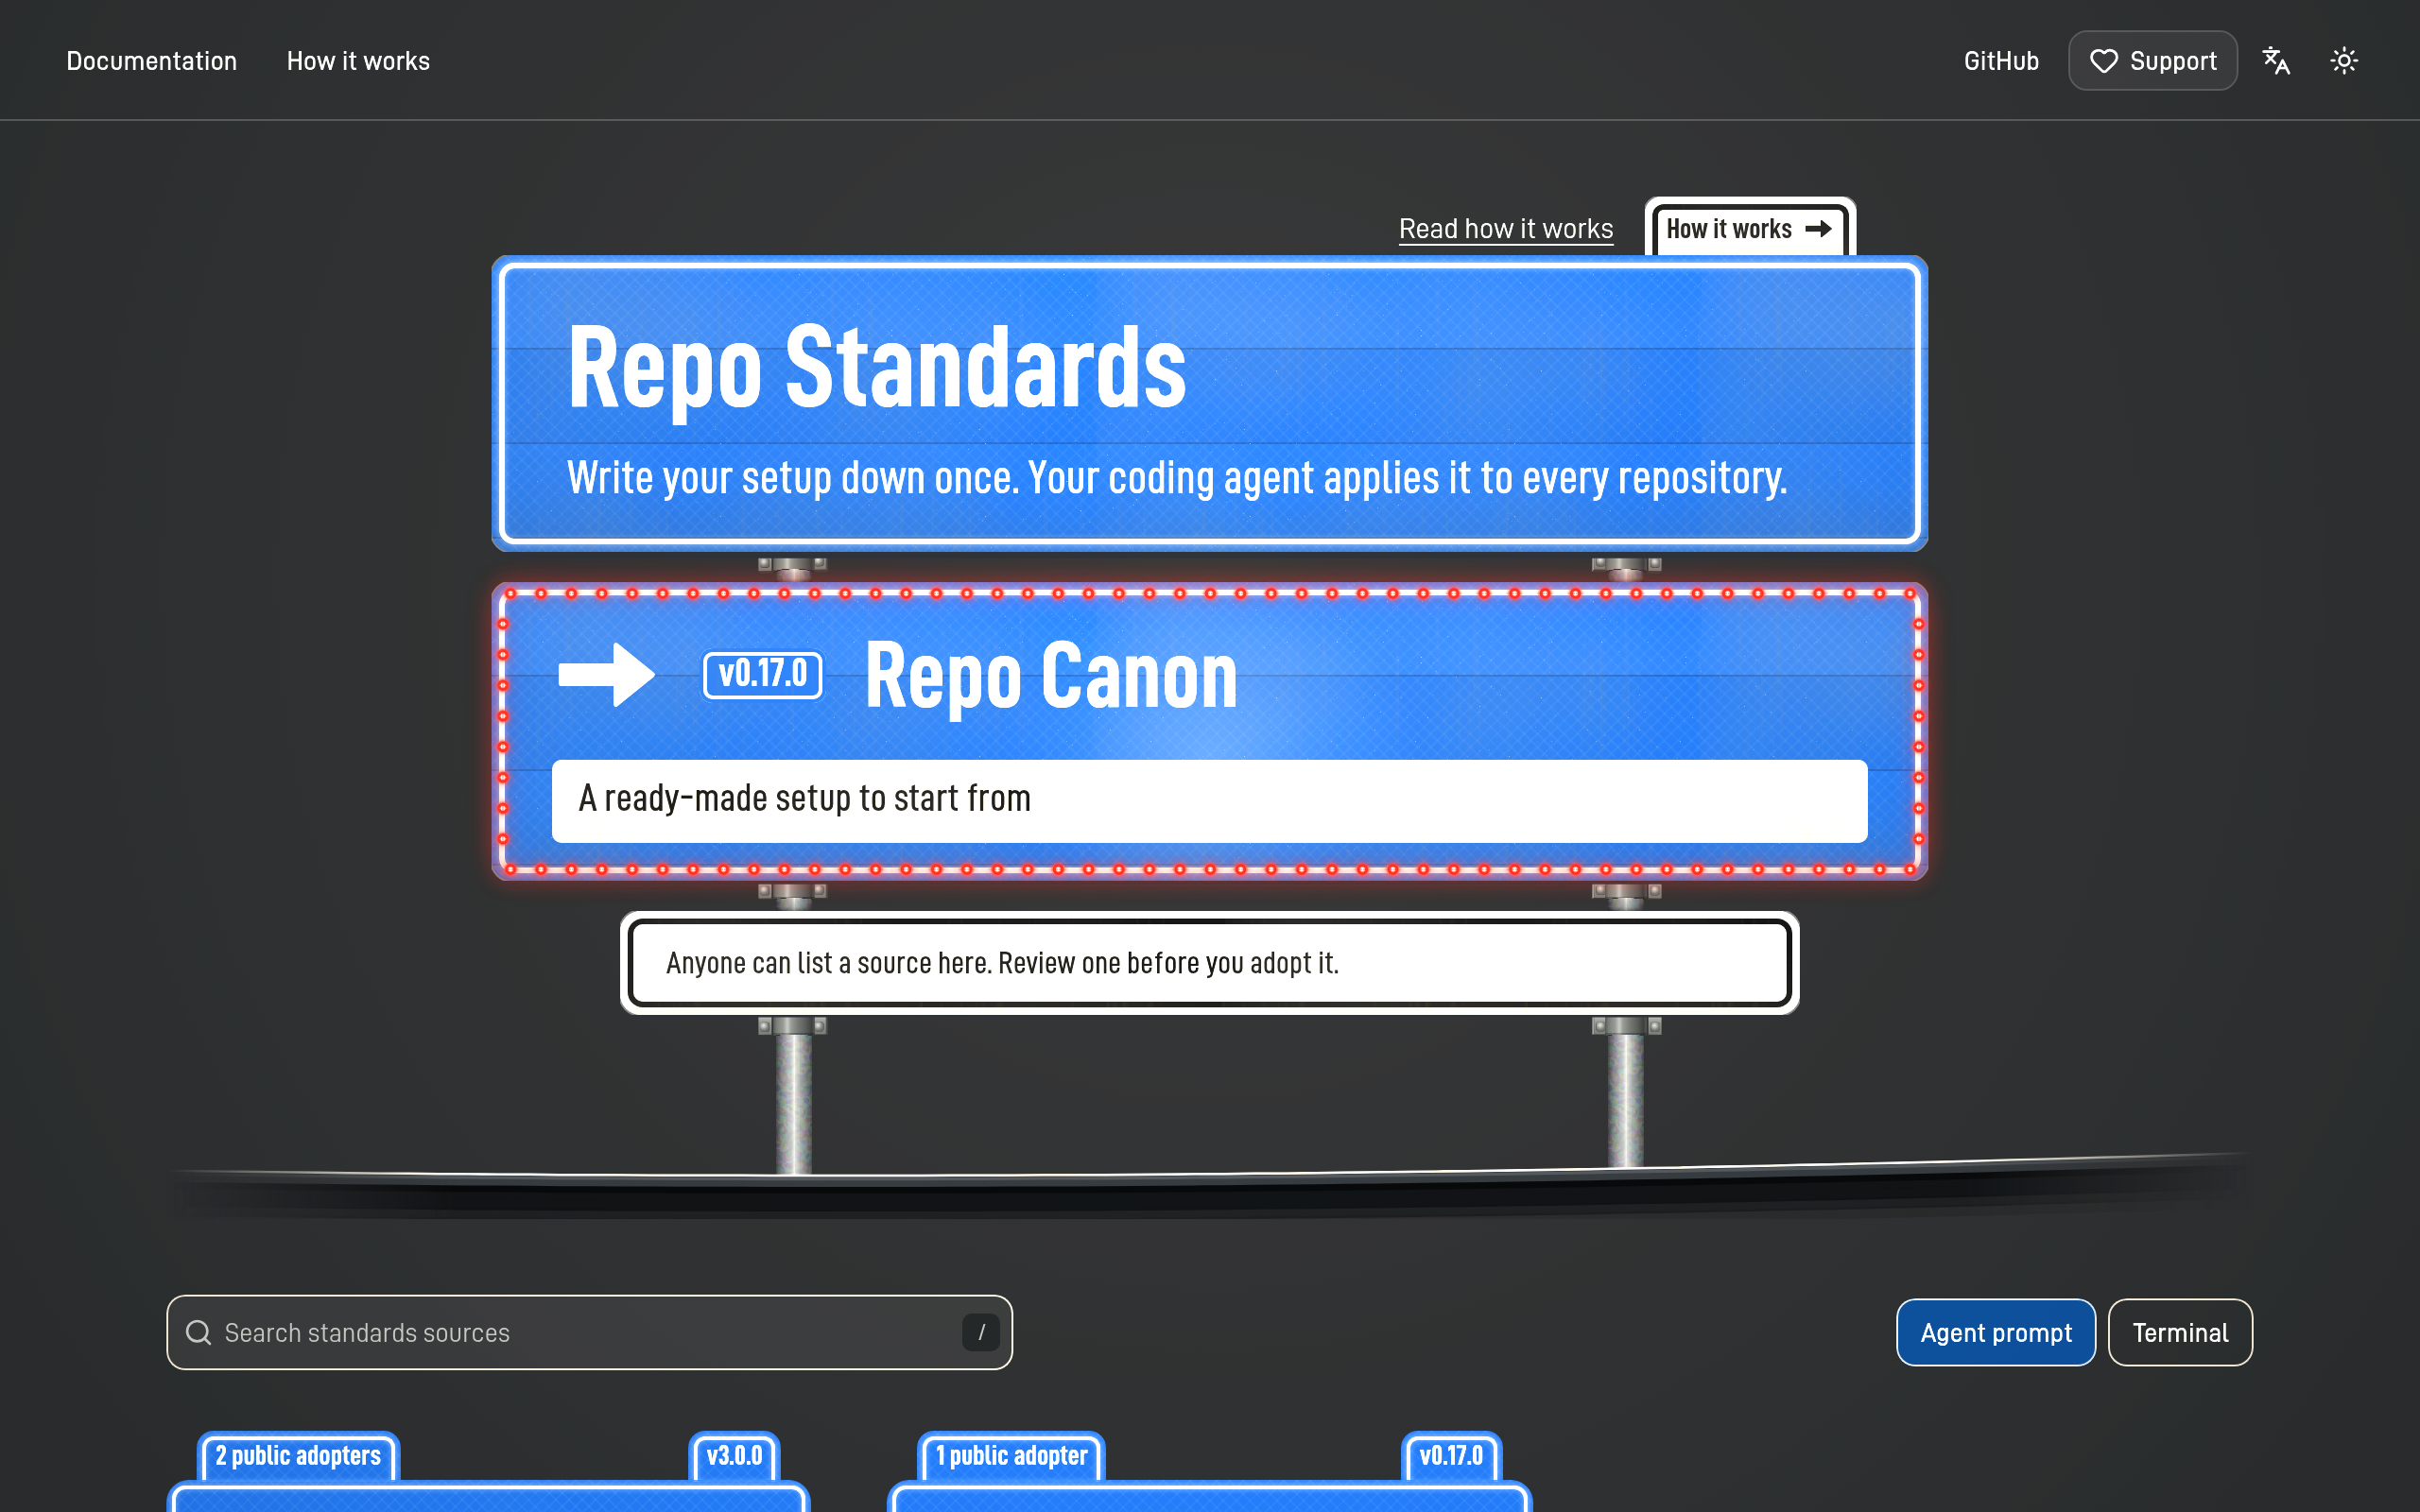 Documentation
How it works
GitHub
Support
Read how it works
How it works
Repo Standards
Write your setup down once. Your coding agent applies it to every repository.
v0.17.0
Repo Canon
A ready-made setup to start from
Anyone can list a source here. Review one before you adopt it.
Search standards sources
/
Agent prompt
Terminal
2 public adopters
v3.0.0
1 public adopter
v0.17.0